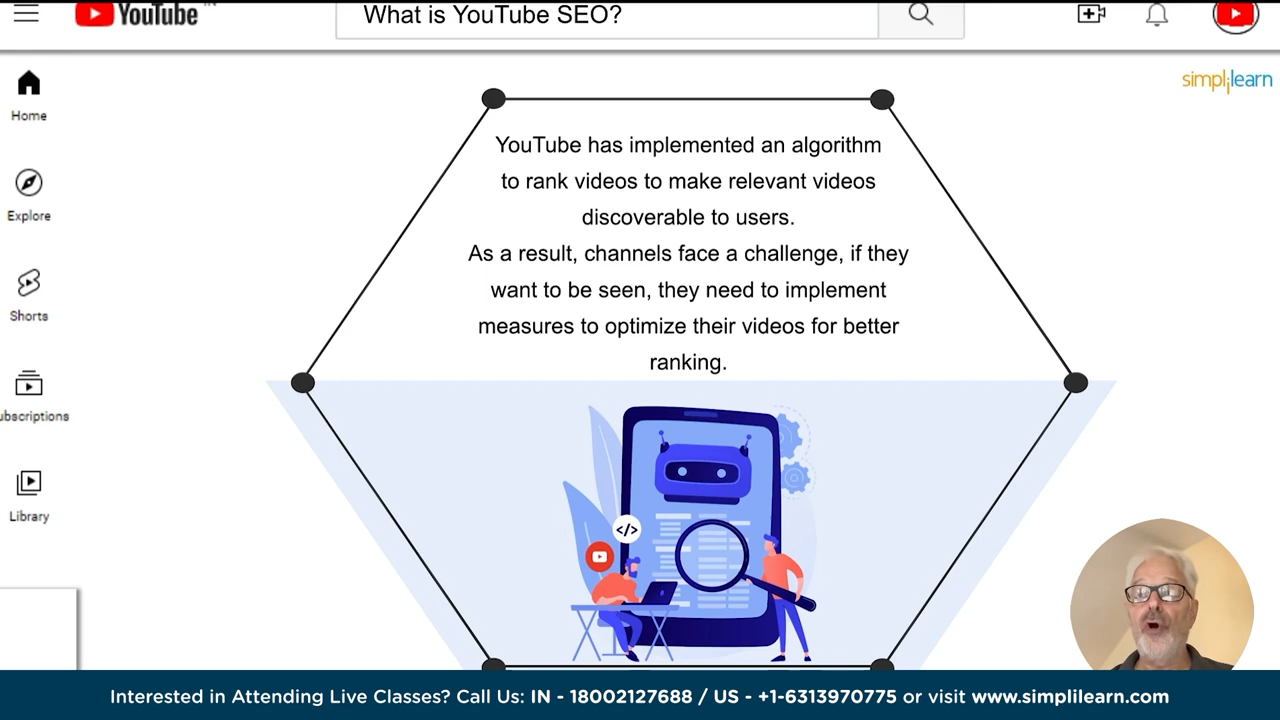 YouTube
What is YouTube SEO?
simplilearn
Home
Explore
Shorts
ubscriptions
Library
YouTube has implemented an algorithm
to rank videos to make relevant videos
discoverable to users.
As a result, channels face a challenge, if they
want to be seen, they need to implement
measures to optimize their videos for better
ranking.
</>
Interested in Attending Live Classes? Call Us: IN - 18002127688 / US - +1-6313970775 or visit www.simplilearn.com